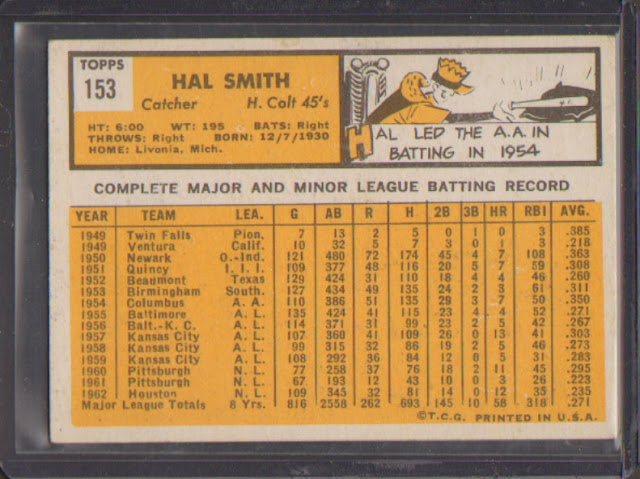 TOPPS
153
HAL SMITH
Catcher H. Colt 45's
HT: 6:00 WT: 195 BATS: Right
THROWS: Right BORN: 12/7/1930
HOME: Livonia, Mich.
HAL LED THE A.A. IN
BATTING IN 1954
COMPLETE MAJOR AND MINOR LEAGUE BATTING RECORD
YEAR TEAM LEA. G AB R H 2B 3B HR RBI AVG.
1949 Twin Falls Pion. 7 13 2 5 0 1 0 3 .385
1949 Ventura Calif. 10 32 5 7 3 0 1 3 .218
1950 Newark O.-Ind. 121 480 72 174 45 4 7 108 .363
1951 Quincy I. I. I. 109 377 48 116 20 5 7 59 .308
1952 Beaumont Texas 129 424 31 110 18 4 4 46 .260
1953 Birmingham South. 127 434 49 135 24 2 3 61 .311
1954 Columbus A. A. 110 386 51 135 29 3 7 50 .350
1955 Baltimore A. L. 135 424 41 115 23 4 4 52 .271
1956 Balt.-K. C. A. L. 114 371 31 99 23 2 5 42 .267
1957 Kansas City A. L. 107 360 41 109 26 0 13 41 .303
1958 Kansas City A. L. 99 315 32 86 19 2 5 46 .273
1959 Kansas City A. L. 108 292 36 84 12 0 5 31 .283
1960 Pittsburgh N. L. 77 258 37 76 18 2 11 45 .295
1961 Pittsburgh N. L. 67 193 12 43 10 0 3 26 .223
1962 Houston N. L. 109 345 32 81 14 0 12 35 .235
Major League Totals 8 Yrs. 816 2558 262 693 145 10 58 318 .271
©T.C.G. PRINTED IN U.S.A.